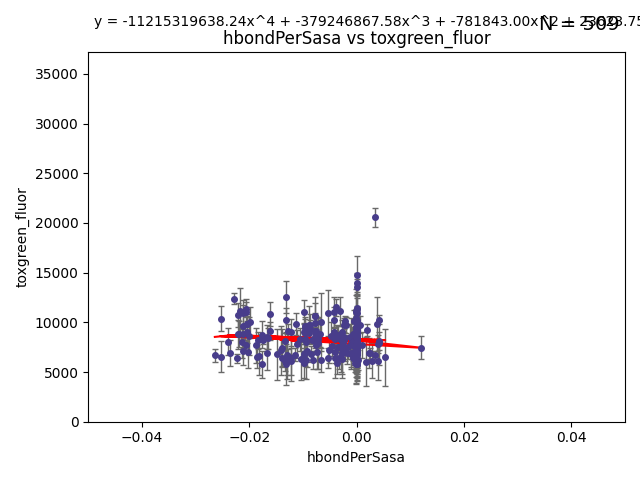 y = -11215319638.24x^4 + -379246867.58x^3 + -781843.00x^2 +
N = 509
hbondPerSasa vs toxgreen_fluor
35000
30000
25000
20000
15000
10000
5000
0
toxgreen_fluor
-0.04 -0.02 0.00 0.02 0.04
hbondPerSasa